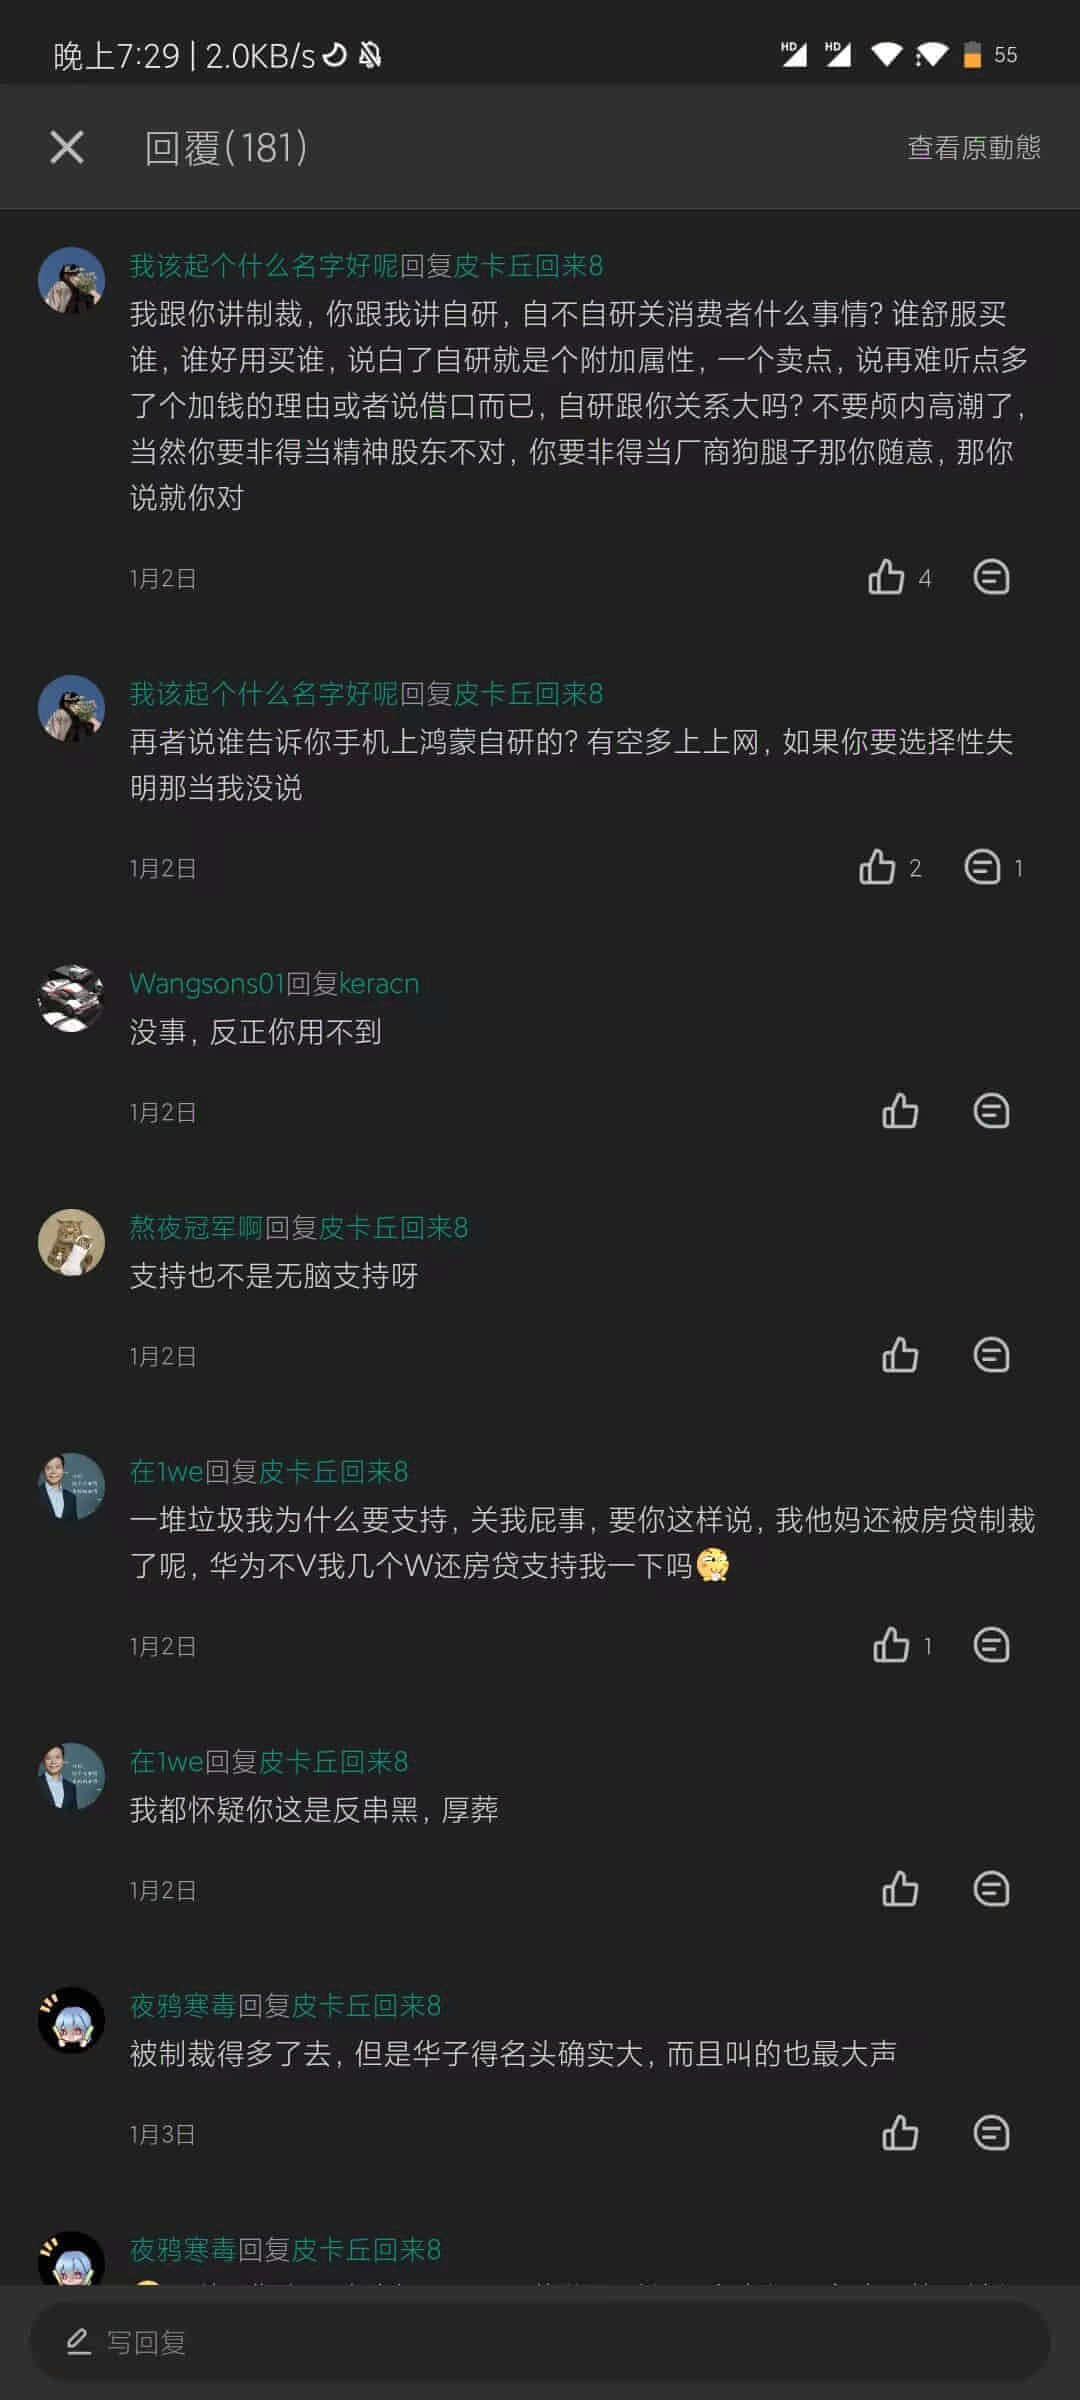 晚上7:29 | 2.0KB/s
HD HD 55
回覆(181)
查看原動態
我该起个什么名字好呢回复皮卡丘回来8
我跟你讲制裁, 你跟我讲自研, 自不自研关消费者什么事情? 谁舒服买
谁, 谁好用买谁, 说白了自研就是个附加属性, 一个卖点, 说再难听点多
了个加钱的理由或者说借口而已, 自研跟你关系大吗? 不要颅内高潮了,
当然你要非得当精神股东不对, 你要非得当厂商狗腿子那你随意, 那你
说就你对
1月2日
4
我该起个什么名字好呢回复皮卡丘回来8
再者说谁告诉你手机上鸿蒙自研的? 有空多上上网, 如果你要选择性失
明那当我没说
1月2日
2
1
Wangsons01回复keracn
没事, 反正你用不到
1月2日
熬夜冠军啊回复皮卡丘回来8
支持也不是无脑支持呀
1月2日
在1we回复皮卡丘回来8
一堆垃圾我为什么要支持, 关我屁事, 要你这样说, 我他妈还被房贷制裁
了呢, 华为不V我几个W还房贷支持我一下吗
1月2日
1
在1we回复皮卡丘回来8
我都怀疑你这是反串黑, 厚葬
1月2日
夜鸦寒毒回复皮卡丘回来8
被制裁得多了去, 但是华子得名头确实大, 而且叫的也最大声
1月3日
夜鸦寒毒回复皮卡丘回来8
写回复